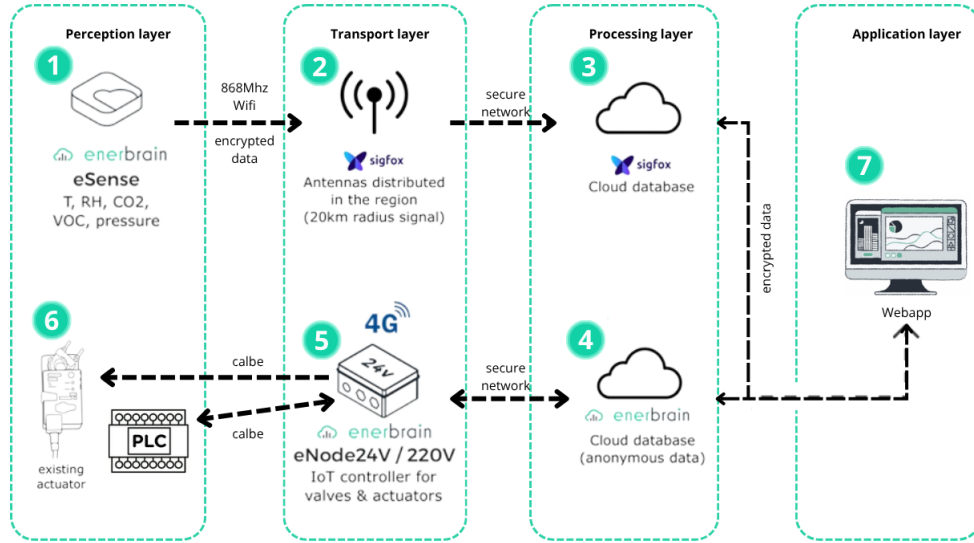 Perception layer
Transport layer
Processing layer
Application layer
1
2
3
868Mhz
Wifi
encrypted
data
secure
network
enerbrain
eSense
T, RH, CO2,
VOC, pressure
sigfox
Antennas distributed
in the region
(20km radius signal)
sigfox
Cloud database
7
encrypted data
Webapp
6
existing
actuator
PLC
calbe
calbe
4G
5
24V
enerbrain
eNode24V / 220V
IoT controller for
valves & actuators
secure
network
4
enerbrain
Cloud database
(anonymous data)